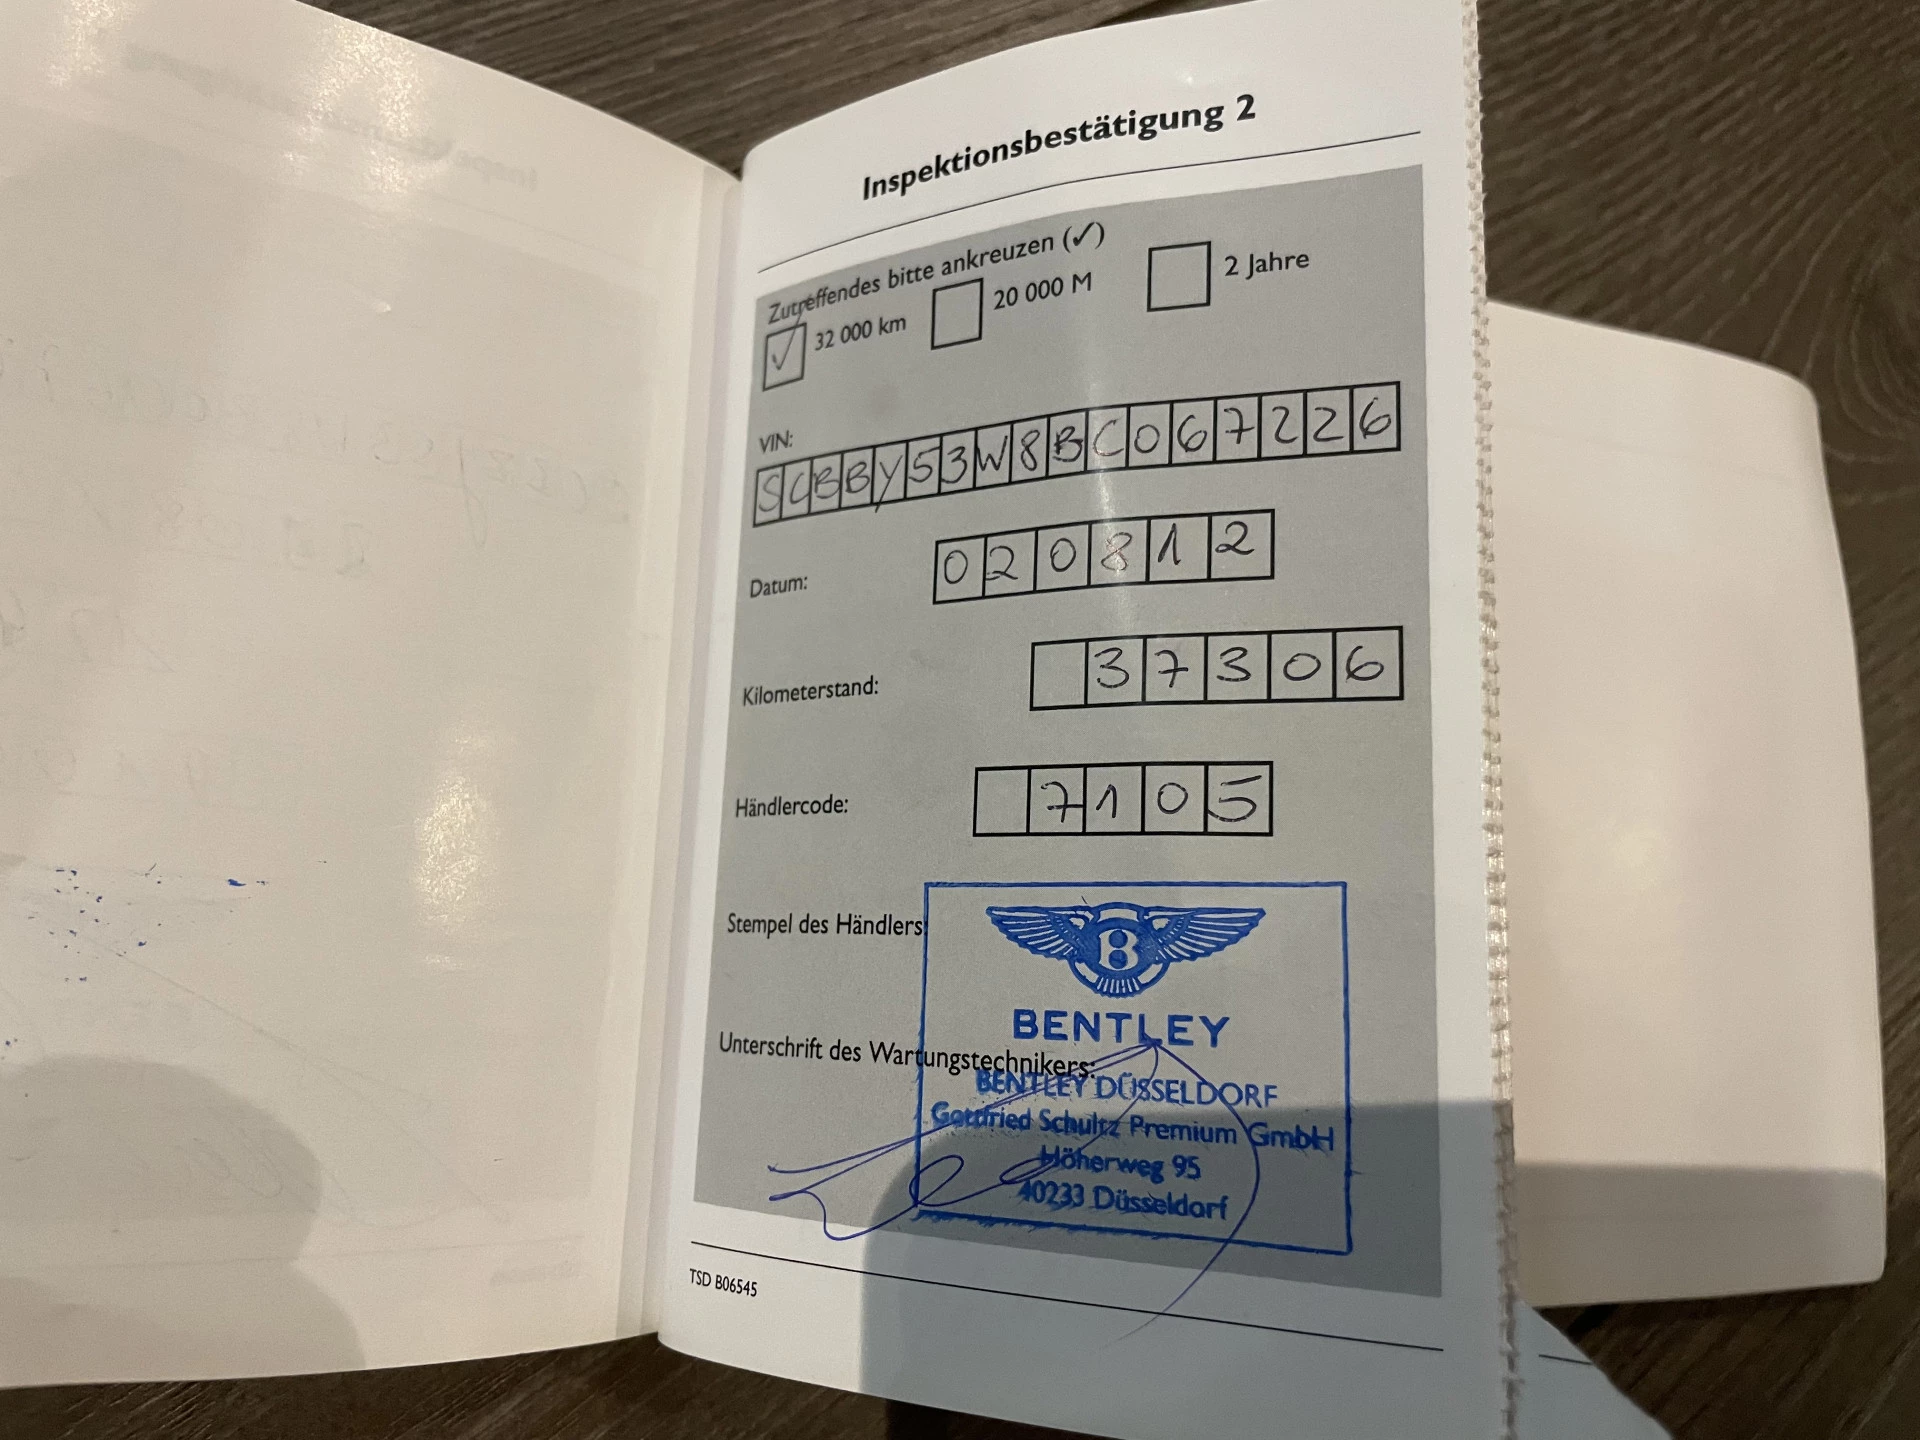 Inspektionsbestätigung 2
Zutreffendes bitte ankreuzen (✓)
✓ 32 000 km 20 000 M 2 Jahre
VIN:
SCBBY53W8BC067226
Datum: 020812
Kilometerstand: 37306
Händlercode: 7105
Stempel des Händlers
B
BENTLEY
Unterschrift des Wartungstechnikers:
BENTLEY DÜSSELDORF
Gottfried Schultz Premium GmbH
Höherweg 95
40233 Düsseldorf
TSD B06545